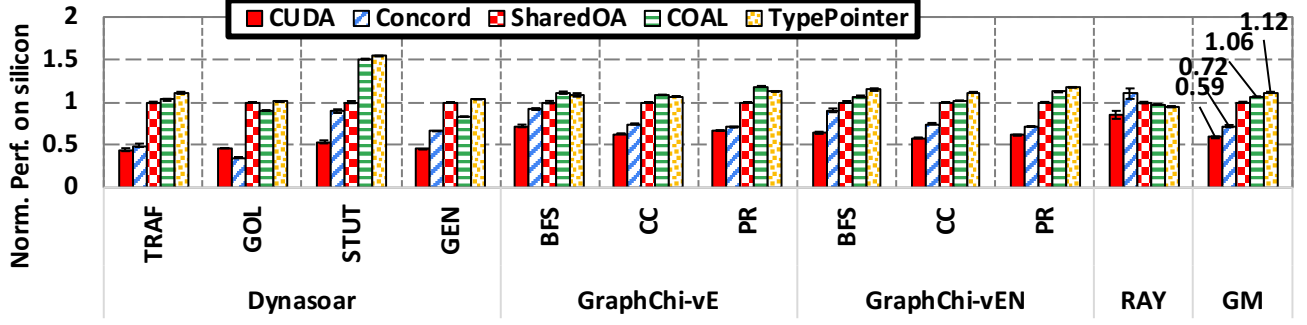 CUDA Concord SharedOA COAL TypePointer
Norm. Perf. on silicon
2
1.5
1
0.5
0
0.59
0.72
1.06
1.12
TRAF
GOL
STUT
GEN
BFS
CC
PR
BFS
CC
PR
Dynasoar GraphChi-vE GraphChi-vEN RAY GM